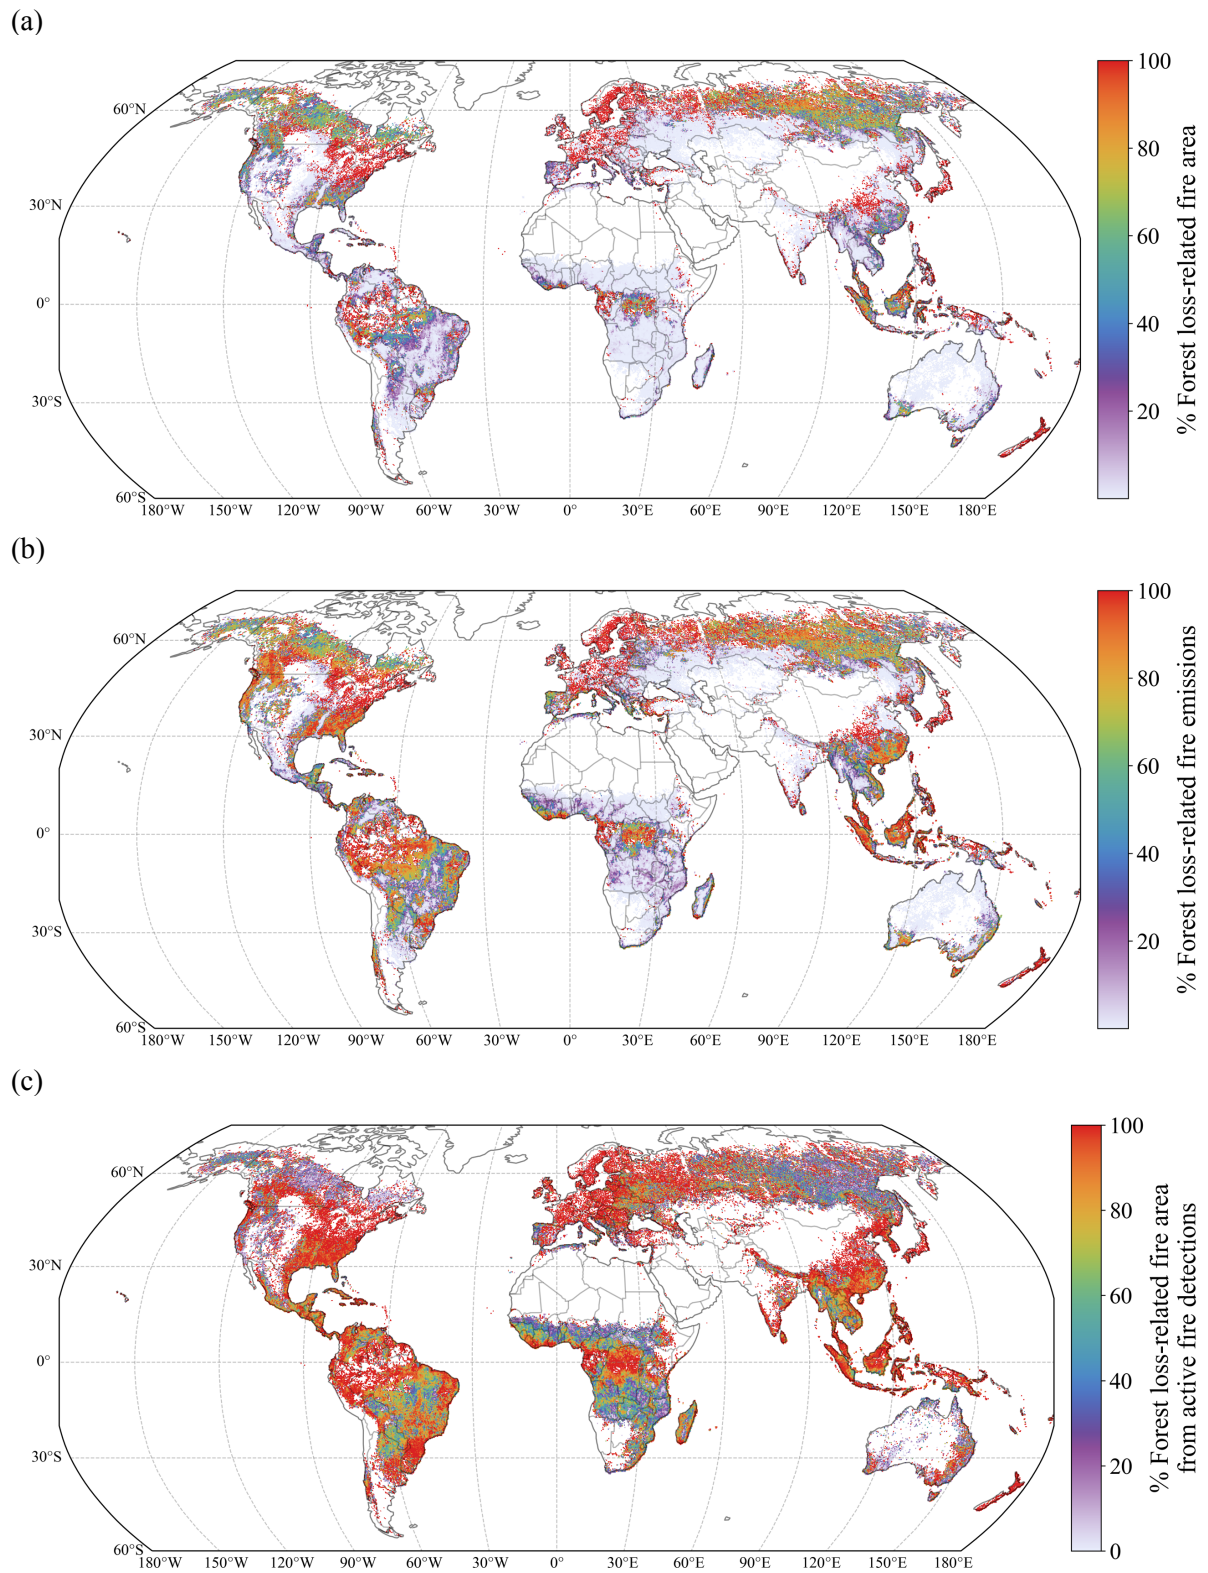 (a)
60°N
30°N
0°
30°S
60°S
180°W 150°W 120°W 90°W 60°W 30°W 0° 30°E 60°E 90°E 120°E 150°E 180°E
100
80
60
40
20
% Forest loss-related fire area
(b)
60°N
30°N
0°
30°S
60°S
180°W 150°W 120°W 90°W 60°W 30°W 0° 30°E 60°E 90°E 120°E 150°E 180°E
100
80
60
40
20
% Forest loss-related fire emissions
(c)
60°N
30°N
0°
30°S
60°S
180°W 150°W 120°W 90°W 60°W 30°W 0° 30°E 60°E 90°E 120°E 150°E 180°E
100
80
60
40
20
0
% Forest loss-related fire area
from active fire detections